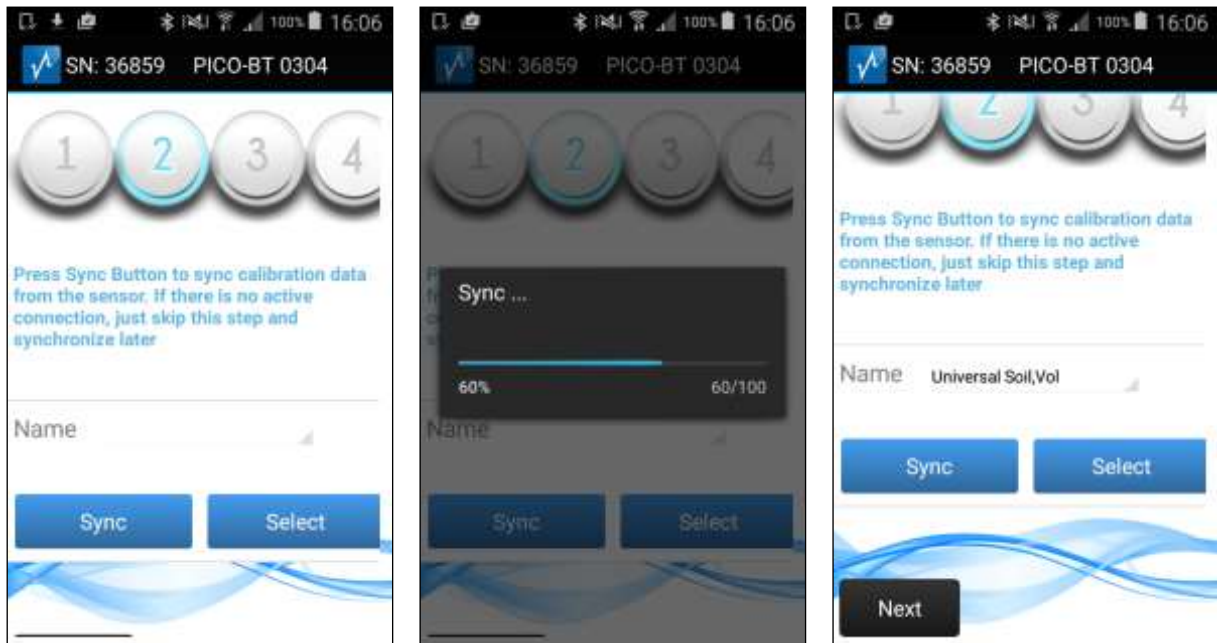 100% 16:06
SN: 36859 PICO-BT 0304
1 2 3 4
Press Sync Button to sync calibration data
from the sensor. If there is no active
connection, just skip this step and
synchronize later
Name
Sync Select
100% 16:06
SN: 36859 PICO-BT 0304
1 2 3 4
Sync ...
60% 60/100
Name
Sync Select
100% 16:06
SN: 36859 PICO-BT 0304
1 2 3 4
Press Sync Button to sync calibration data
from the sensor. If there is no active
connection, just skip this step and
synchronize later
Name Universal Soil,Vol
Sync Select
Next